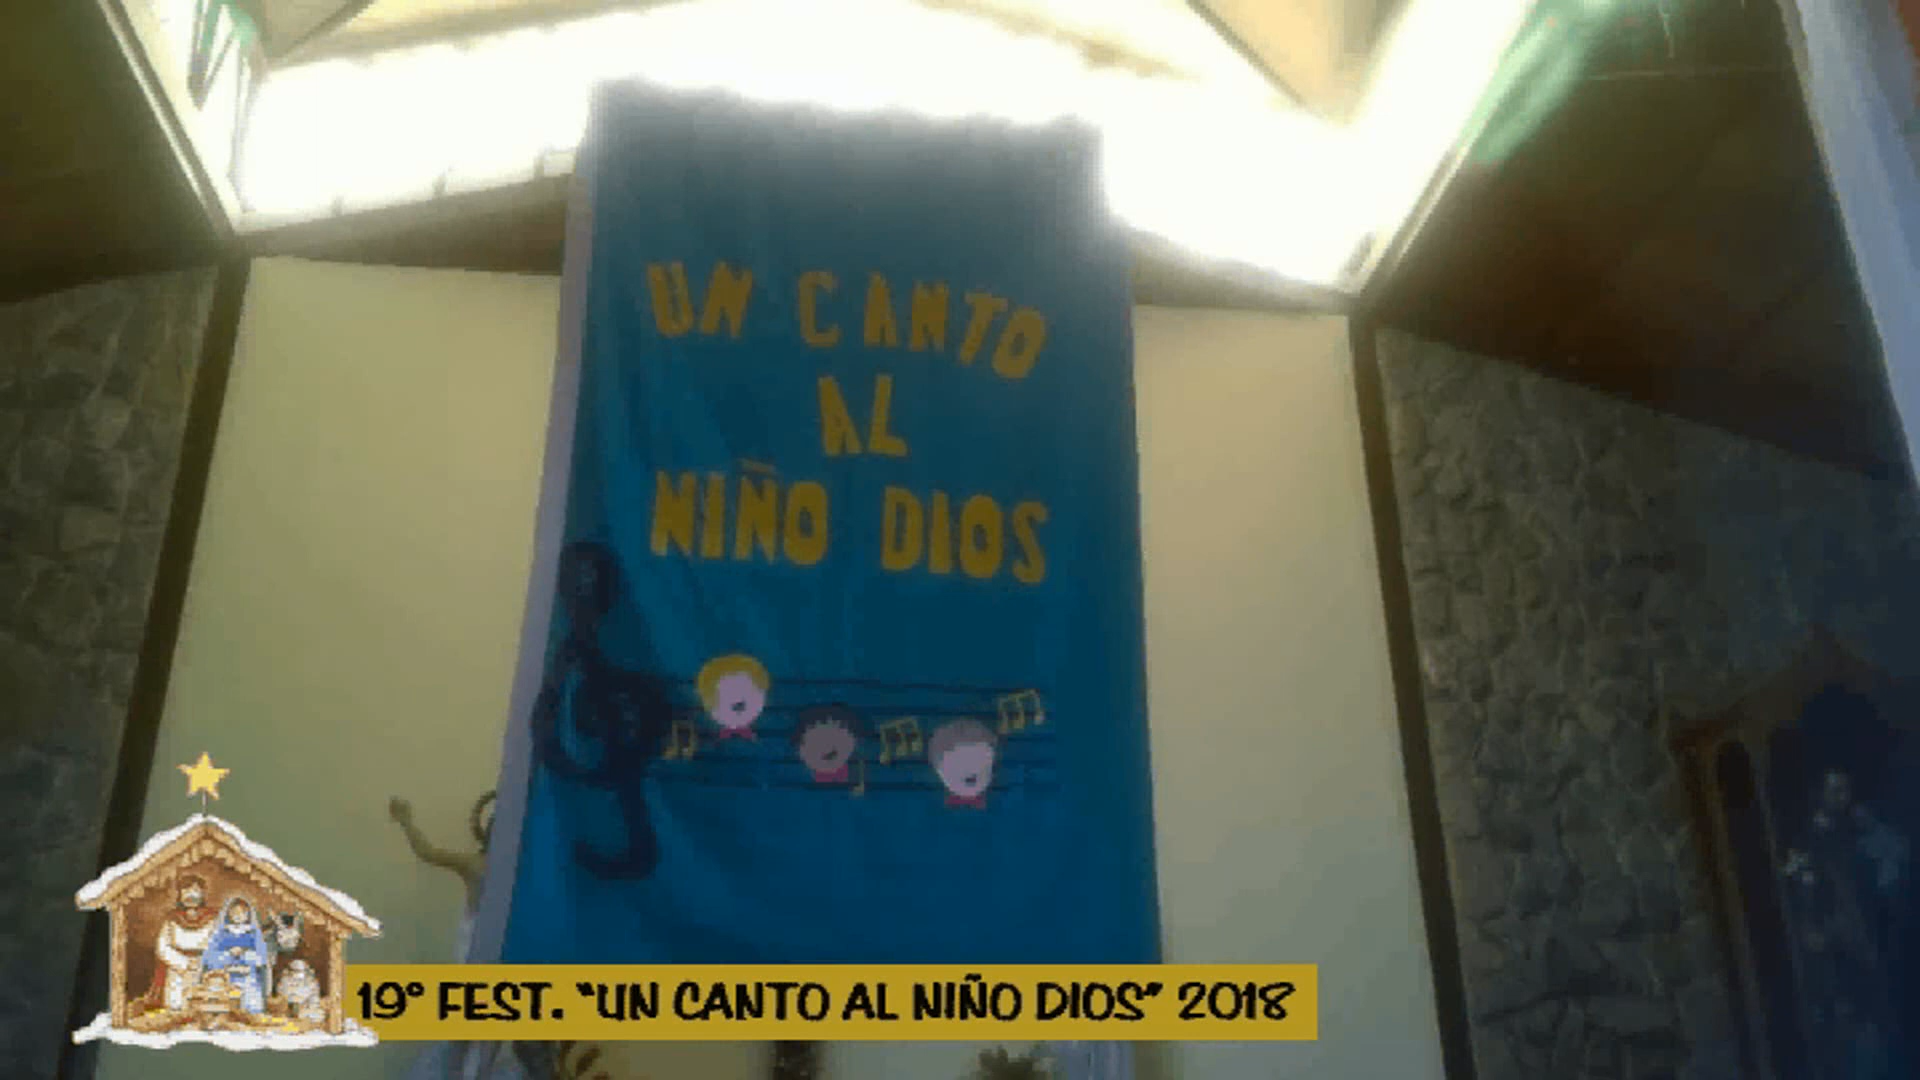 UN CANTO
AL
NIÑO DIOS
19° FEST. “UN CANTO AL NIÑO DIOS” 2018